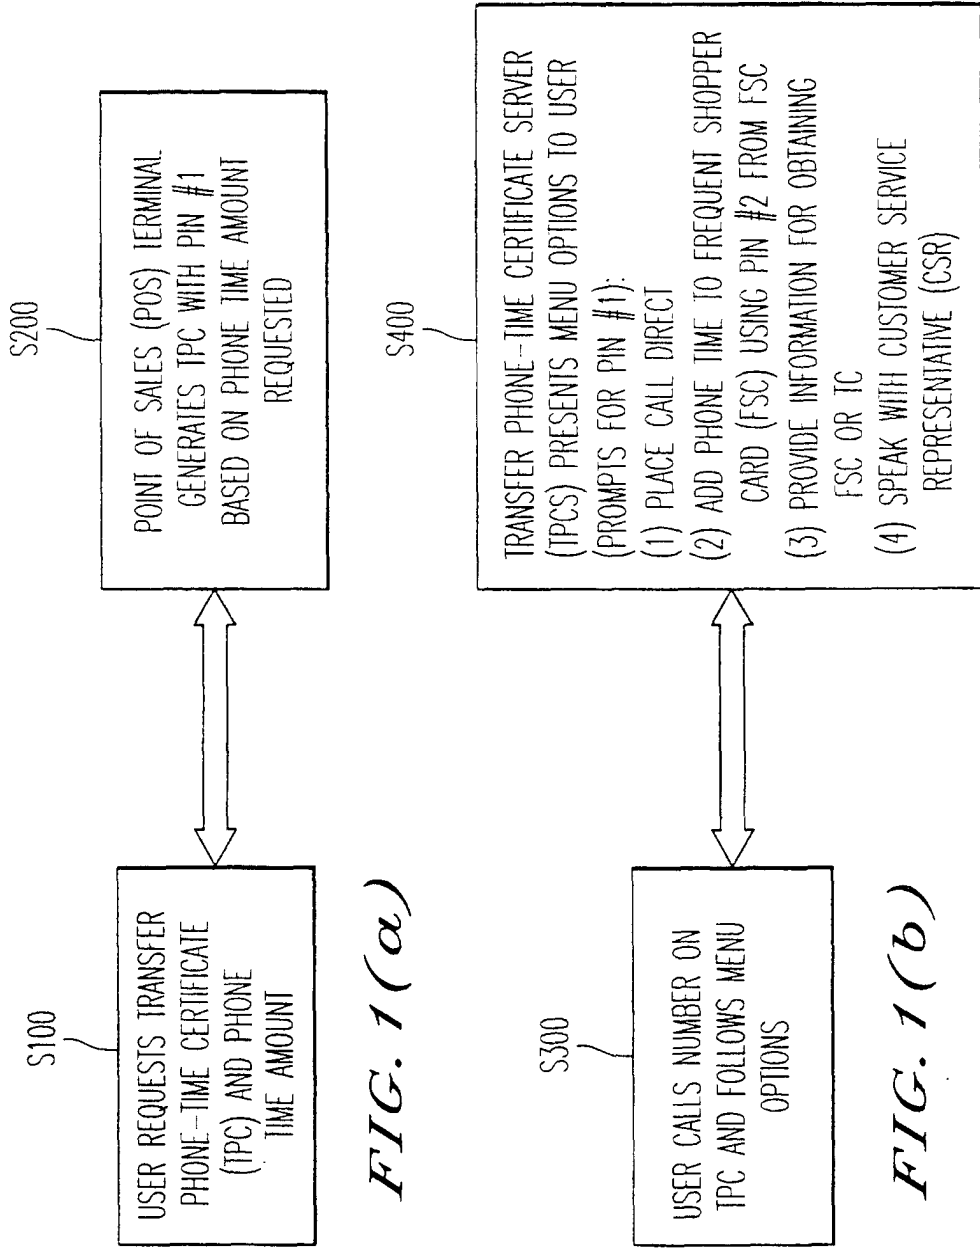 S100
USER REQUESTS TRANSFER
PHONE-TIME CERTIFICATE
(TPC) AND PHONE
TIME AMOUNT
S200
POINT OF SALES (POS) TERMINAL
GENERATES TPC WITH PIN #1
BASED ON PHONE TIME AMOUNT
REQUESTED
FIG. 1(a)
S300
USER CALLS NUMBER ON
TPC AND FOLLOWS MENU
OPTIONS
S400
TRANSFER PHONE-TIME CERTIFICATE SERVER
(TPCS) PRESENTS MENU OPTIONS TO USER
(PROMPTS FOR PIN #1):
(1) PLACE CALL DIRECT
(2) ADD PHONE TIME TO FREQUENT SHOPPER
CARD (FSC) USING PIN #2 FROM FSC
(3) PROVIDE INFORMATION FOR OBTAINING
FSC OR TC
(4) SPEAK WITH CUSTOMER SERVICE
REPRESENTATIVE (CSR)
FIG. 1(b)